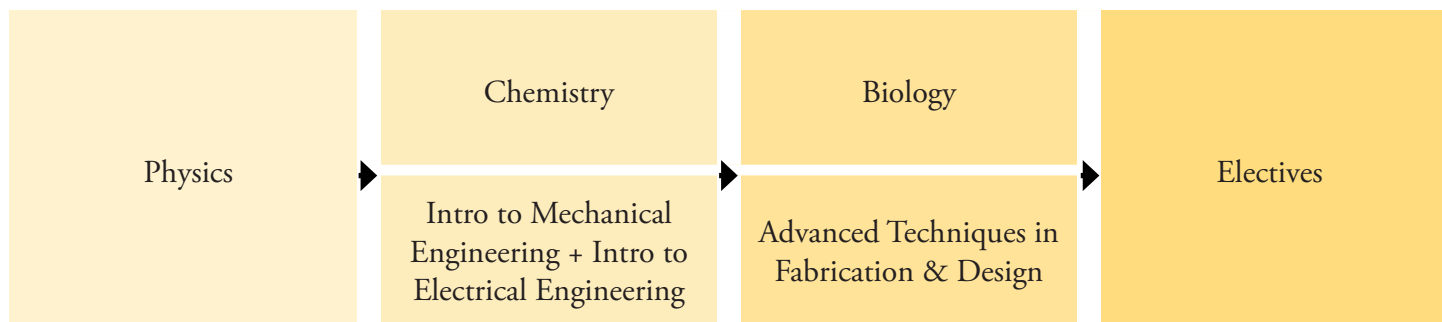 Physics
Chemistry
Intro to Mechanical
Engineering + Intro to
Electrical Engineering
Biology
Advanced Techniques in
Fabrication & Design
Electives